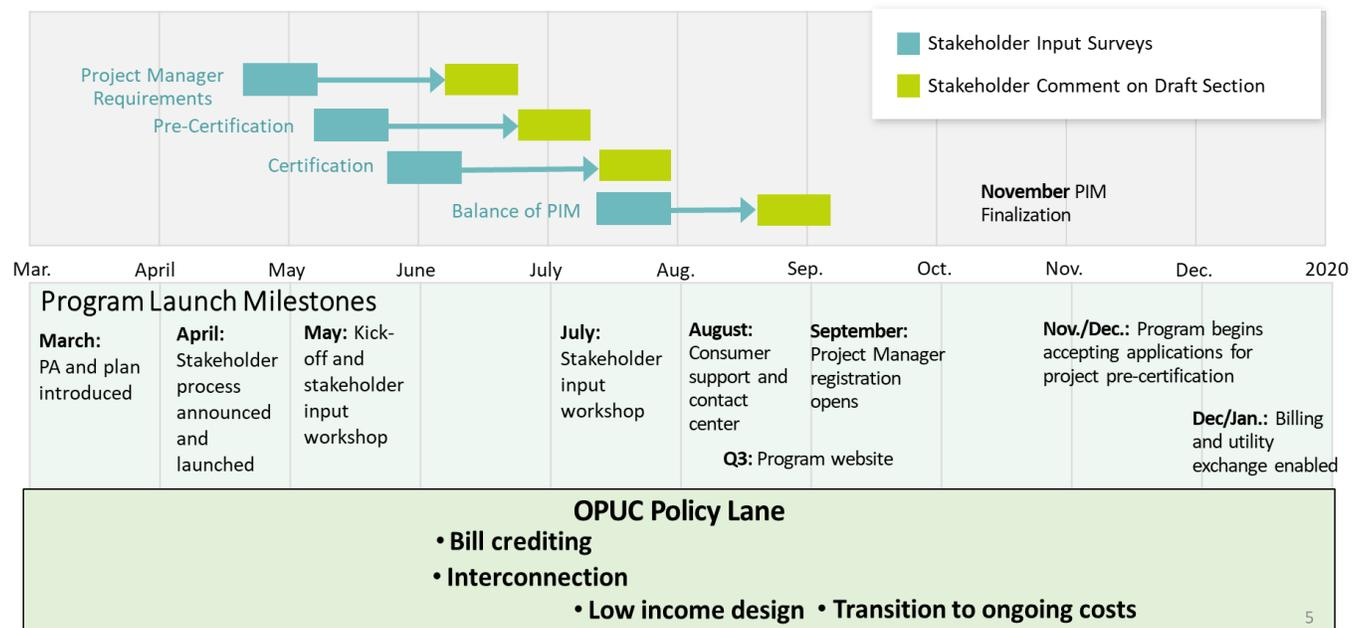 Stakeholder Input Surveys
Stakeholder Comment on Draft Section
Project Manager
Requirements
Pre-Certification
Certification
Balance of PIM
November PIM
Finalization
Mar. April May June July Aug. Sep. Oct. Nov. Dec. 2020
Program Launch Milestones
March:
PA and plan
introduced
April:
Stakeholder
process
announced
and
launched
May: Kick-
off and
stakeholder
input
workshop
July:
Stakeholder
input
workshop
August:
Consumer
support and
contact
center
September:
Project Manager
registration
opens
Q3: Program website
Nov./Dec.: Program begins
accepting applications for
project pre-certification
Dec/Jan.: Billing
and utility
exchange enabled
OPUC Policy Lane
• Bill crediting
• Interconnection
• Low income design • Transition to ongoing costs
5